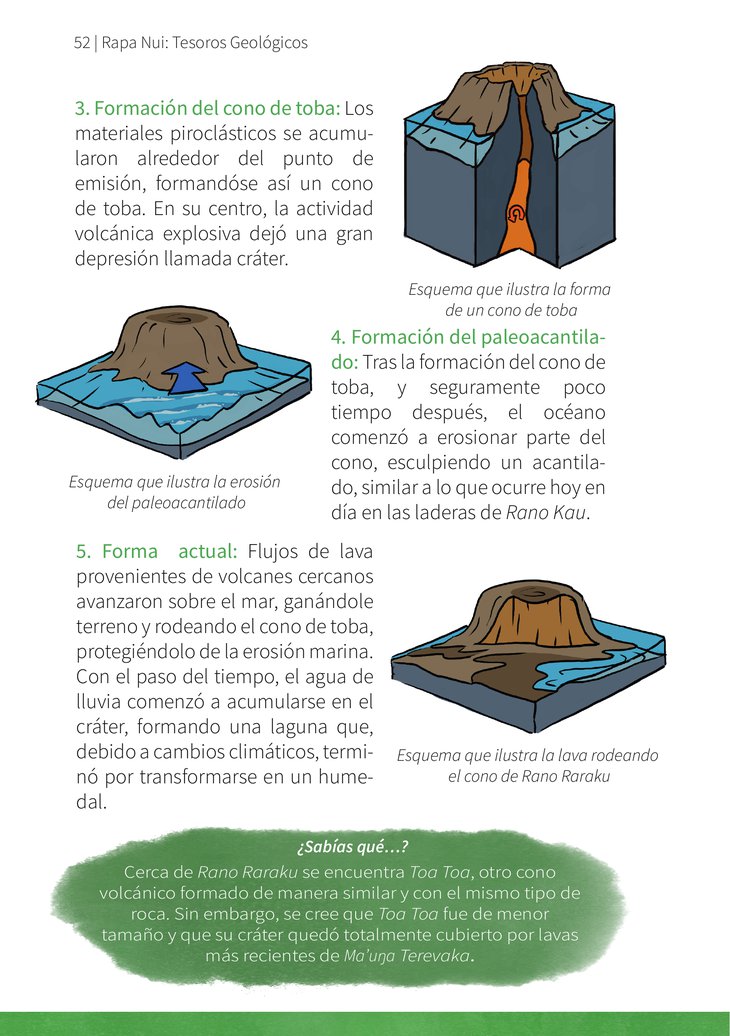 52 | Rapa Nui: Tesoros Geológicos
3. Formación del cono de toba: Los
materiales piroclásticos se acumu-
laron alrededor del punto de
emisión, formandóse así un cono
de toba. En su centro, la actividad
volcánica explosiva dejó una gran
depresión llamada cráter.
Esquema que ilustra la forma
de un cono de toba
4. Formación del paleoacantila-
do: Tras la formación del cono de
toba, y seguramente poco
tiempo después, el océano
comenzó a erosionar parte del
cono, esculpiendo un acantila-
do, similar a lo que ocurre hoy en
día en las laderas de Rano Kau.
Esquema que ilustra la erosión
del paleoacantilado
5. Forma actual: Flujos de lava
provenientes de volcanes cercanos
avanzaron sobre el mar, ganándole
terreno y rodeando el cono de toba,
protegiéndolo de la erosión marina.
Con el paso del tiempo, el agua de
lluvia comenzó a acumularse en el
cráter, formando una laguna que,
debido a cambios climáticos, termi-
nó por transformarse en un hume-
dal.
Esquema que ilustra la lava rodeando
el cono de Rano Raraku
¿Sabías qué…?
Cerca de Rano Raraku se encuentra Toa Toa, otro cono
volcánico formado de manera similar y con el mismo tipo de
roca. Sin embargo, se cree que Toa Toa fue de menor
tamaño y que su cráter quedó totalmente cubierto por lavas
más recientes de Ma'uŋa Terevaka.